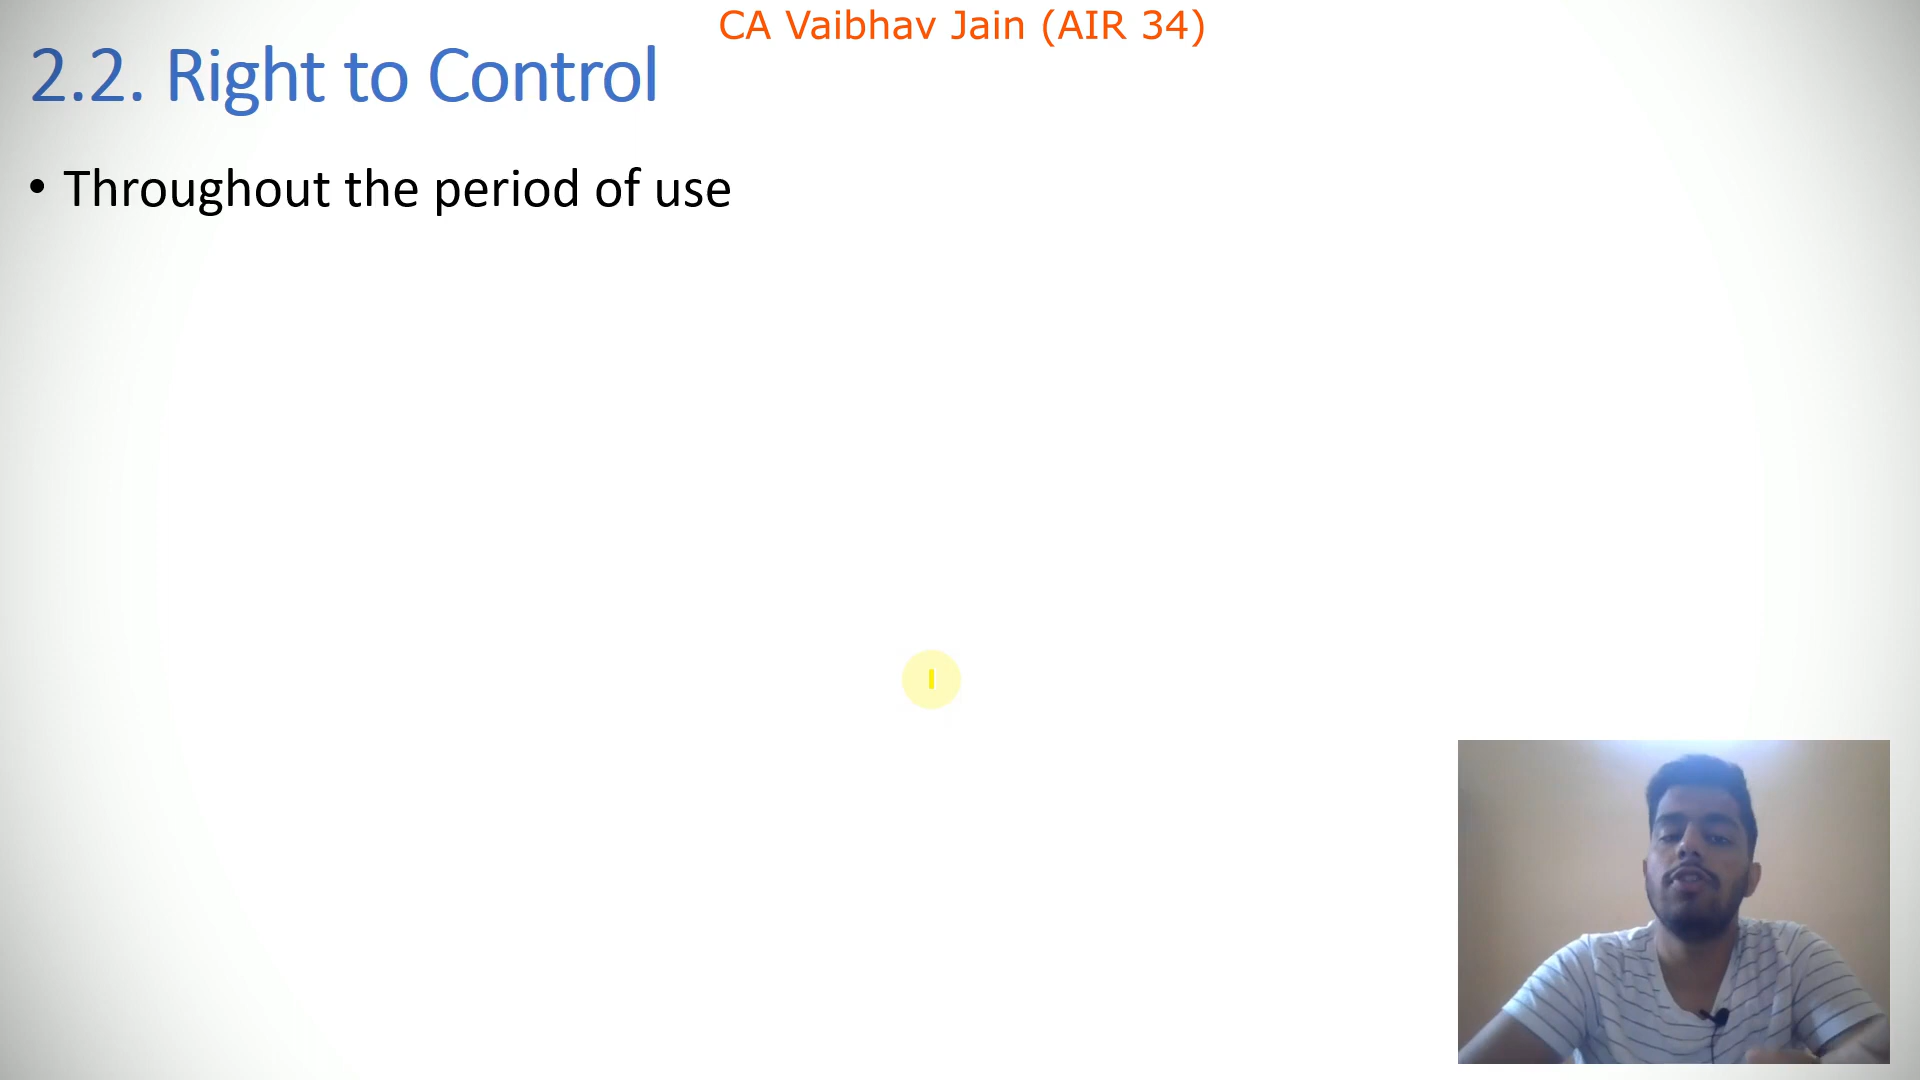 CA Vaibhav Jain (AIR 34)
2.2. Right to Control
• Throughout the period of use